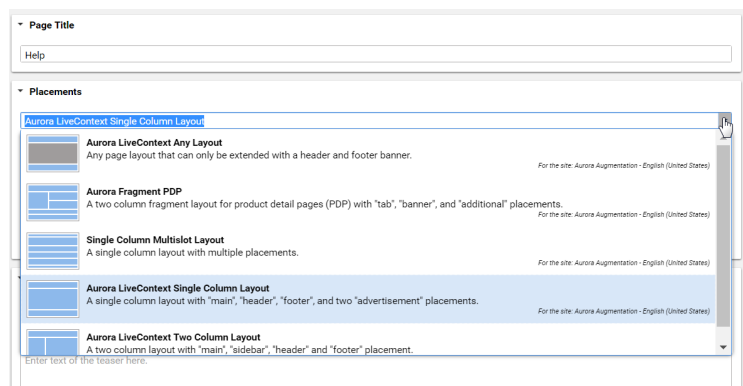 Page Title
Help
Placements
Aurora LiveContext Single Column Layout
Aurora LiveContext Any Layout
Any page layout that can only be extended with a header and footer banner.
For the site: Aurora Augmentation - English (United States)
Aurora Fragment PDP
A two column fragment layout for product detail pages (PDP) with "tab", "banner", and "additional" placements.
For the site: Aurora Augmentation - English (United States)
Single Column Multislot Layout
A single column layout with multiple placements.
For the site: Aurora Augmentation - English (United States)
Aurora LiveContext Single Column Layout
A single column layout with "main", "header", "footer", and two "advertisement" placements.
For the site: Aurora Augmentation - English (United States)
Aurora LiveContext Two Column Layout
A two column layout with "main", "sidebar", "header" and "footer" placement.
Enter text of the teaser here.